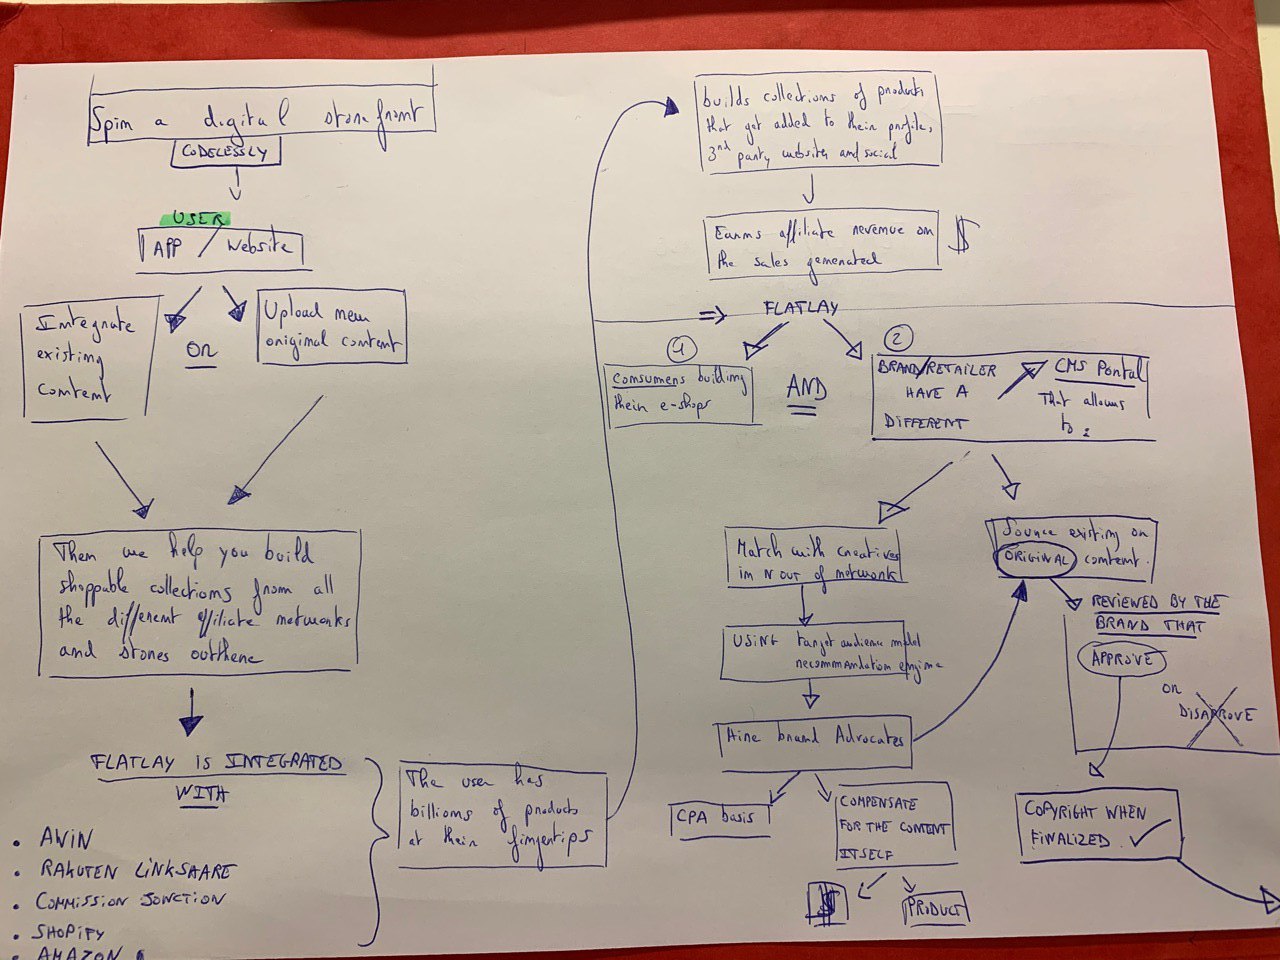 Spin a digital storefront
CODELESSLY
USER
APP / Website
Integrate
existing
content
OR
Upload new
original content
Then we help you build
shoppable collections from all
the different affiliate networks
and stores outthere
FLATLAY IS INTEGRATED
WITH
• AWIN
• RAKUTEN LINKSHARE
• COMMISSION JONCTION
• SHOPIFY
• AMAZON
The user has
billions of products
at their fingertips
builds collections of products
that get added to their profile,
3rd party websites and social
Earns affiliate revenue on
the sales generated
$
⇒ FLATLAY
1
Consumers building
their e-shops
AND
2
BRAND/RETAILER
HAVE A
DIFFERENT
CMS Portal
That allows
to :
Match with creatives
in N out of network
USING target audience model
recommandation engine
Hire brand Advocates
CPA basis
COMPENSATE
FOR THE CONTENT
ITSELF
$
PRODUCT
Source existing or
ORIGINAL content.
REVIEWED BY THE
BRAND THAT
APPROVE
OR
DISAPROVE
COPYRIGHT WHEN
FINALIZED. ✓